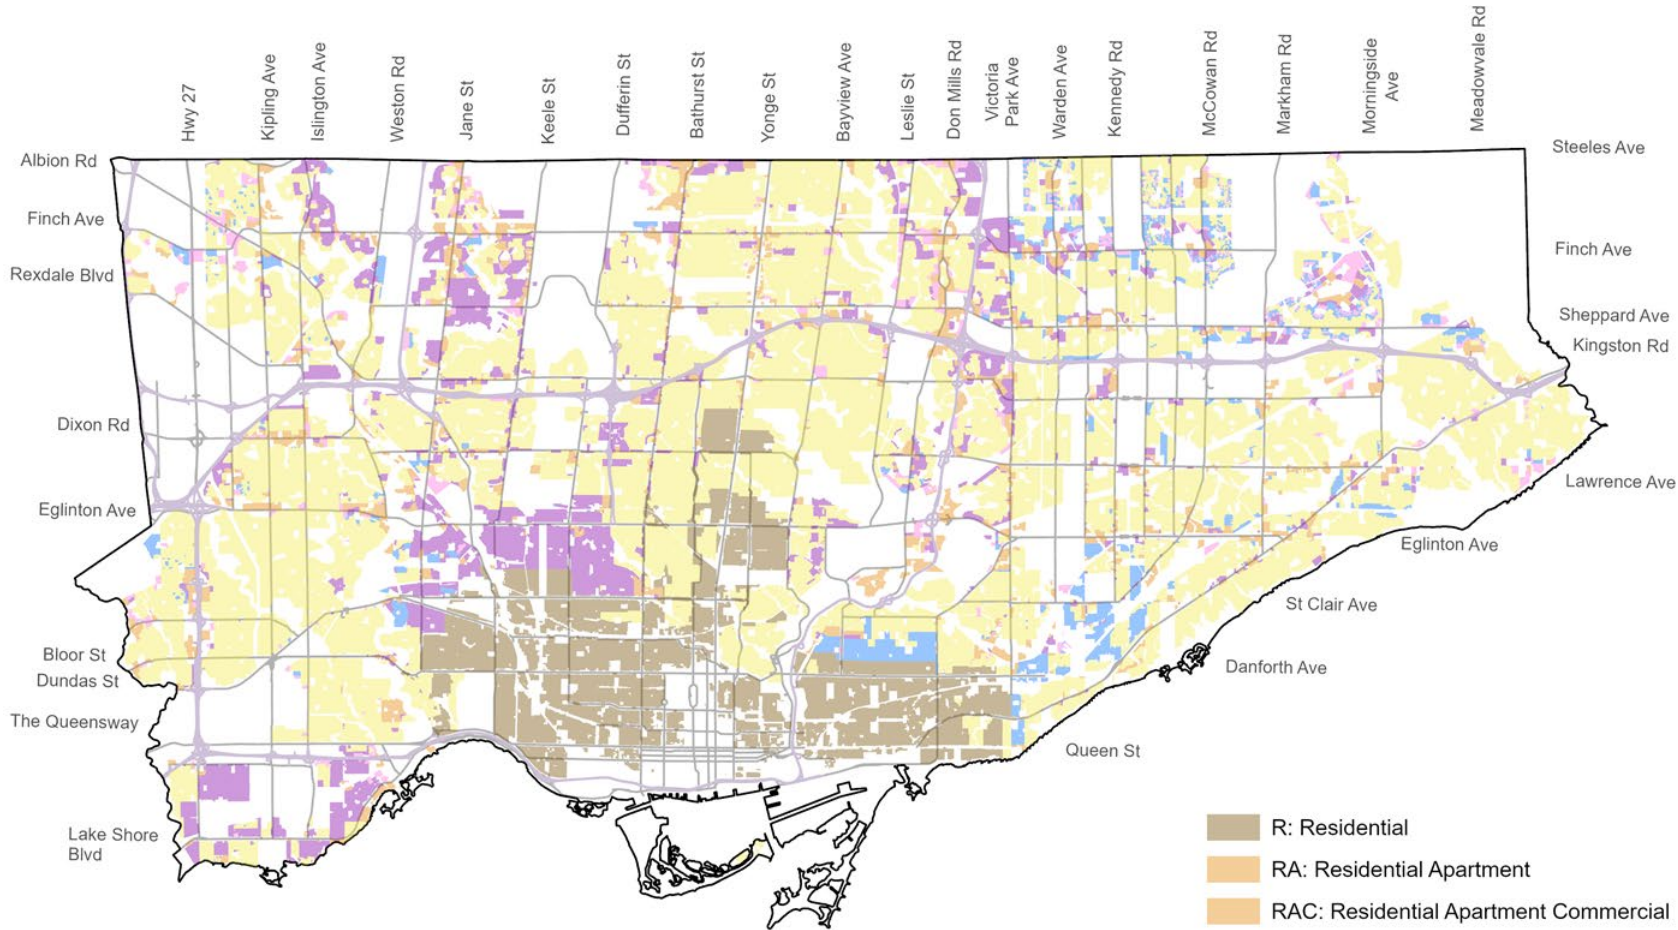 Hwy 27
Kipling Ave
Islington Ave
Weston Rd
Jane St
Keele St
Dufferin St
Bathurst St
Yonge St
Bayview Ave
Leslie St
Don Mills Rd
Victoria
Park Ave
Warden Ave
Kennedy Rd
McCowan Rd
Markham Rd
Morningside
Ave
Meadowvale Rd
Albion Rd
Finch Ave
Rexdale Blvd
Dixon Rd
Eglinton Ave
Bloor St
Dundas St
The Queensway
Lake Shore
Blvd
Steeles Ave
Finch Ave
Sheppard Ave
Kingston Rd
Lawrence Ave
Eglinton Ave
St Clair Ave
Danforth Ave
Queen St
R: Residential
RA: Residential Apartment
RAC: Residential Apartment Commercial